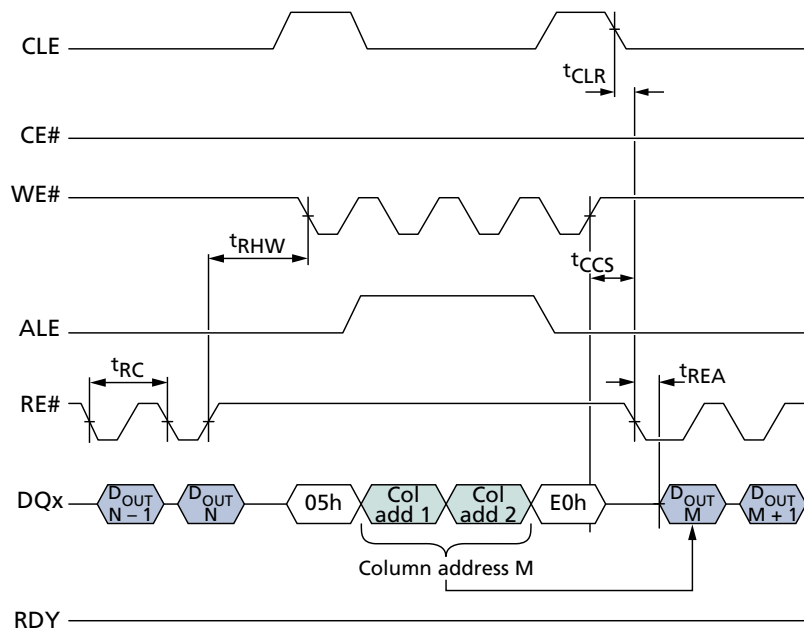 CLE
tCLR
CE#
WE#
tRHW
tCCS
ALE
tRC
tREA
RE#
DQx
DOUT
N – 1
DOUT
N
05h
Col
add 1
Col
add 2
E0h
DOUT
M
DOUT
M + 1
Column address M
RDY